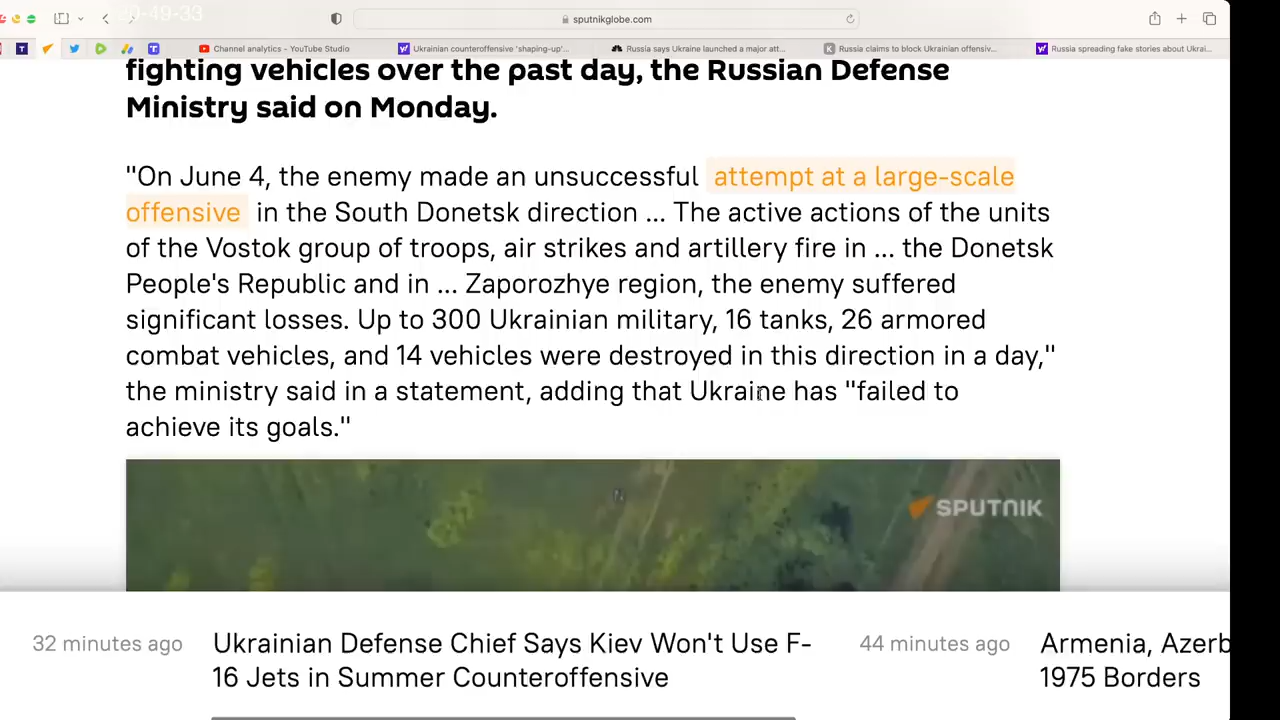 sputnikglobe.com
Channel analytics - YouTube Studio
Ukrainian counteroffensive 'shaping-up'...
Russia says Ukraine launched a major att...
Russia claims to block Ukrainian offensiv...
Russia spreading fake stories about Ukrai...
fighting vehicles over the past day, the Russian Defense
Ministry said on Monday.
"On June 4, the enemy made an unsuccessful attempt at a large-scale
offensive in the South Donetsk direction ... The active actions of the units
of the Vostok group of troops, air strikes and artillery fire in ... the Donetsk
People's Republic and in ... Zaporozhye region, the enemy suffered
significant losses. Up to 300 Ukrainian military, 16 tanks, 26 armored
combat vehicles, and 14 vehicles were destroyed in this direction in a day,"
the ministry said in a statement, adding that Ukraine has "failed to
achieve its goals."
SPUTNIK
32 minutes ago
Ukrainian Defense Chief Says Kiev Won't Use F-
16 Jets in Summer Counteroffensive
44 minutes ago
Armenia, Azerb
1975 Borders